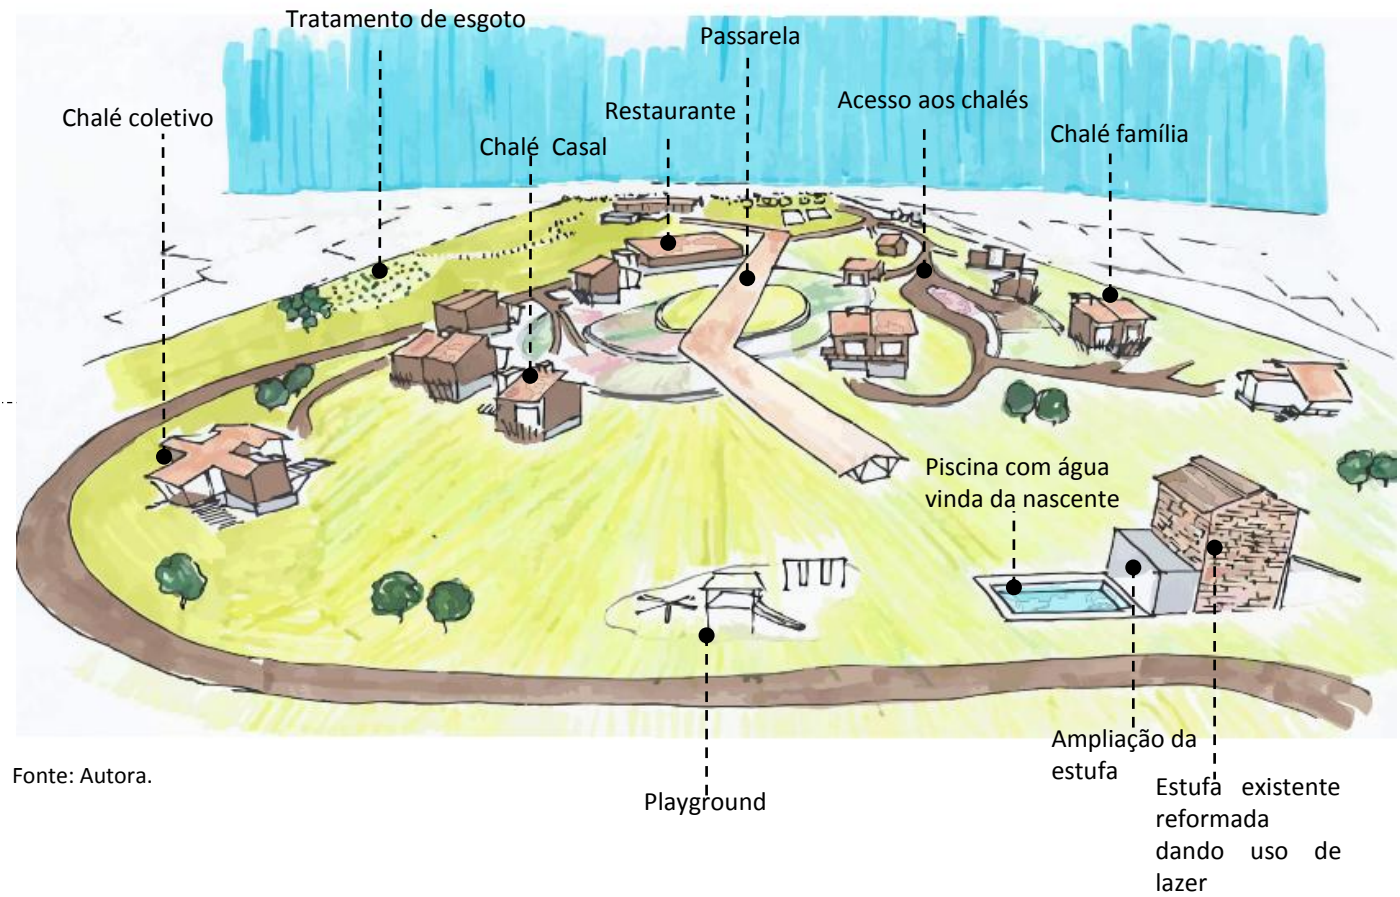 Tratamento de esgoto
Passarela
Acesso aos chalés
Restaurante
Chalé coletivo
Chalé Casal
Chalé família
Piscina com água
vinda da nascente
Ampliação da
estufa
Fonte: Autora.
Estufa existente
reformada
dando uso de
lazer
Playground